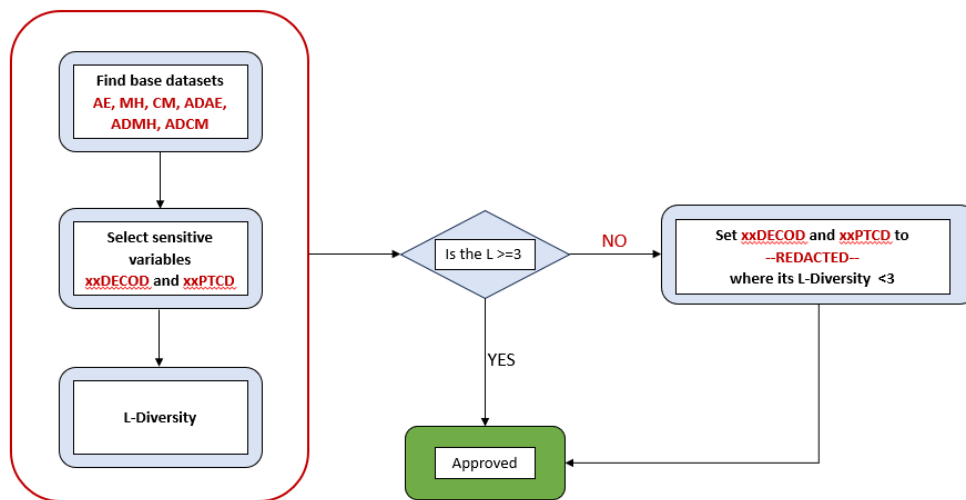 Find base datasets
AE, MH, CM, ADAE,
ADMH, ADCM
Select sensitive
variables
xxDECOD and xxPTCD
L-Diversity
Is the L >=3
NO
YES
Set xxDECOD and xxPTCD to
--REDACTED--
where its L-Diversity <3
Approved